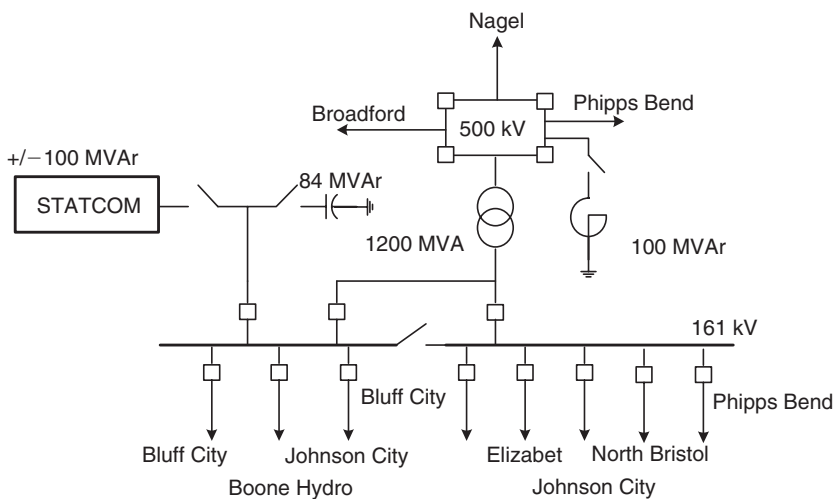 Nagel
Phipps Bend
Broadford
500 kV
+/−100 MVAr
STATCOM
84 MVAr
1200 MVA
100 MVAr
161 kV
Bluff City
Phipps Bend
Bluff City
Johnson City
Elizabet
North Bristol
Boone Hydro
Johnson City